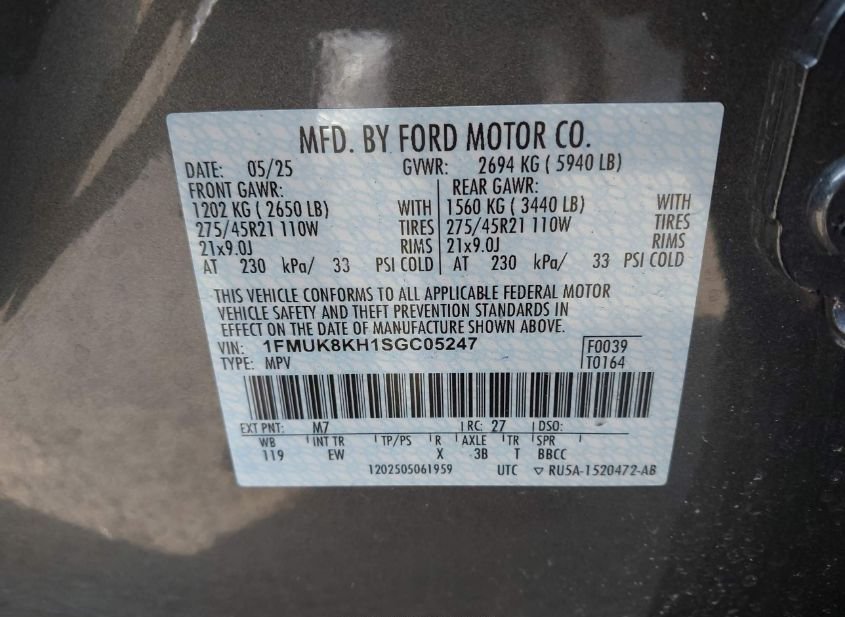 MFD. BY FORD MOTOR CO.
DATE: 05/25 GVWR: 2694 KG ( 5940 LB)
FRONT GAWR: REAR GAWR:
1202 KG ( 2650 LB) WITH 1560 KG ( 3440 LB) WITH
275/45R21 110W TIRES 275/45R21 110W TIRES
21x9.0J RIMS 21x9.0J RIMS
AT 230 kPa/ 33 PSI COLD AT 230 kPa/ 33 PSI COLD
THIS VEHICLE CONFORMS TO ALL APPLICABLE FEDERAL MOTOR
VEHICLE SAFETY AND THEFT PREVENTION STANDARDS IN
EFFECT ON THE DATE OF MANUFACTURE SHOWN ABOVE.
VIN: 1FMUK8KH1SGC05247 F0039
TYPE: MPV T0164
EXT PNT: M7 RC: 27 DSO:
WB INT TR TP/PS R AXLE TR SPR
119 EW X 3B T BBCC
1202505061959 UTC ▽ RU5A-1520472-AB